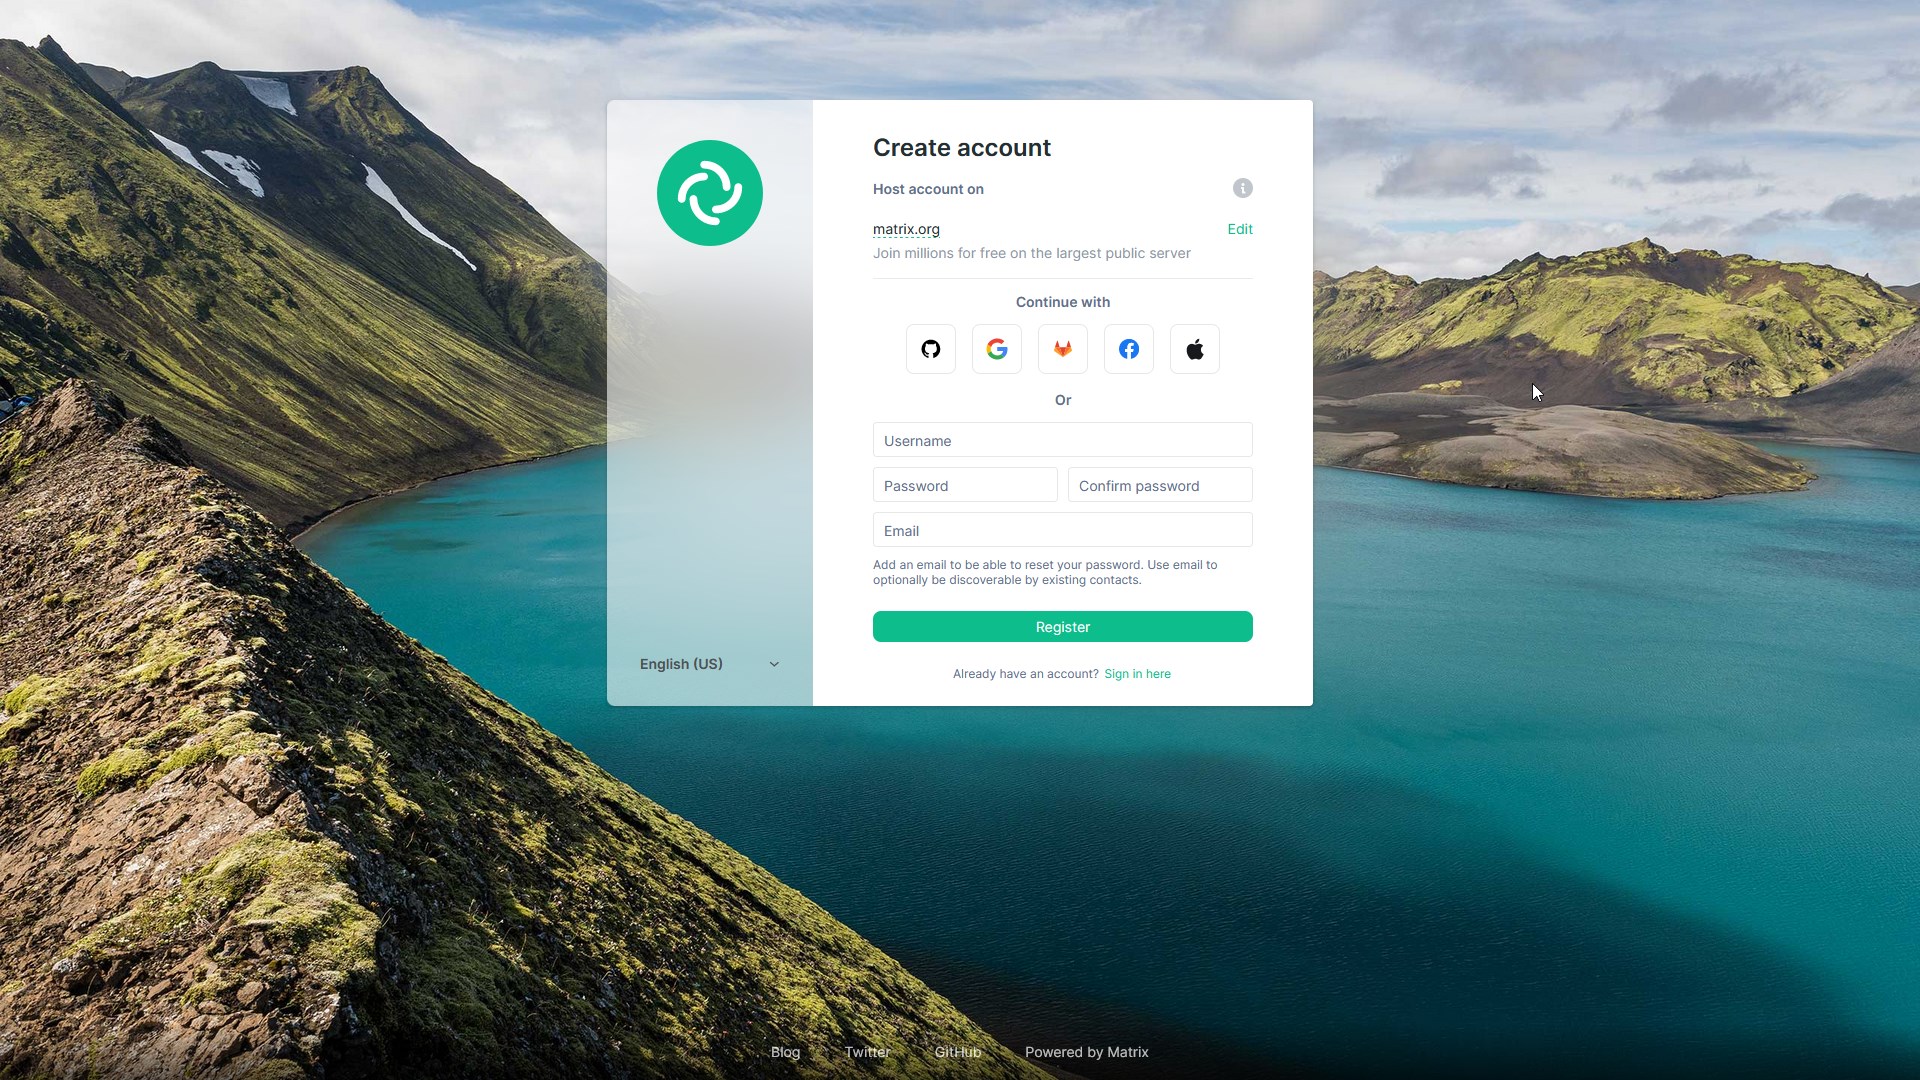 Create account
Host account on
matrix.org
Edit
Join millions for free on the largest public server
Continue with
Or
Username
Password
Confirm password
Email
Add an email to be able to reset your password. Use email to
optionally be discoverable by existing contacts.
Register
English (US)
Already have an account? Sign in here
Blog
Twitter
GitHub
Powered by Matrix